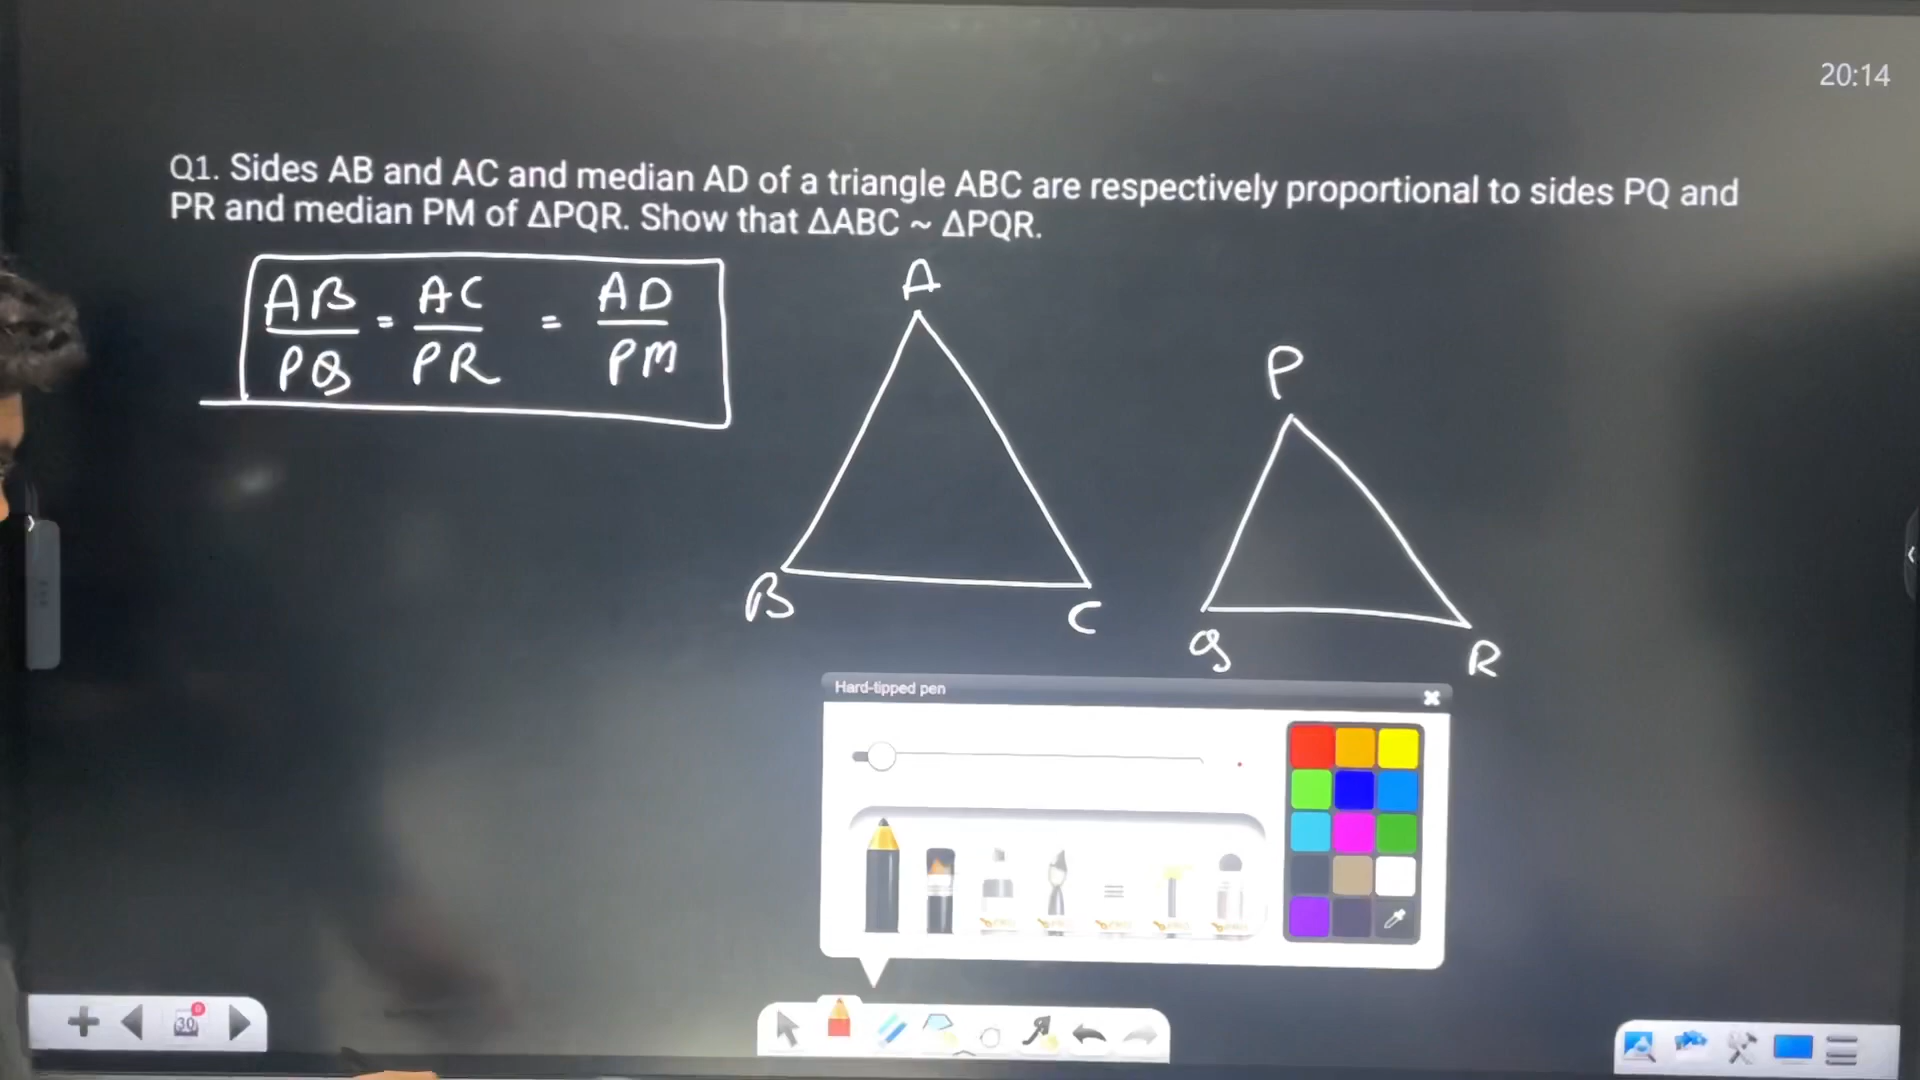 20:14
Q1. Sides AB and AC and median AD of a triangle ABC are respectively proportional to sides PQ and
PR and median PM of ΔPQR. Show that ΔABC ~ ΔPQR.
AB/PQ = AC/PR = AD/PM
A
P
B
C
Q
R
Hard-tipped pen
30